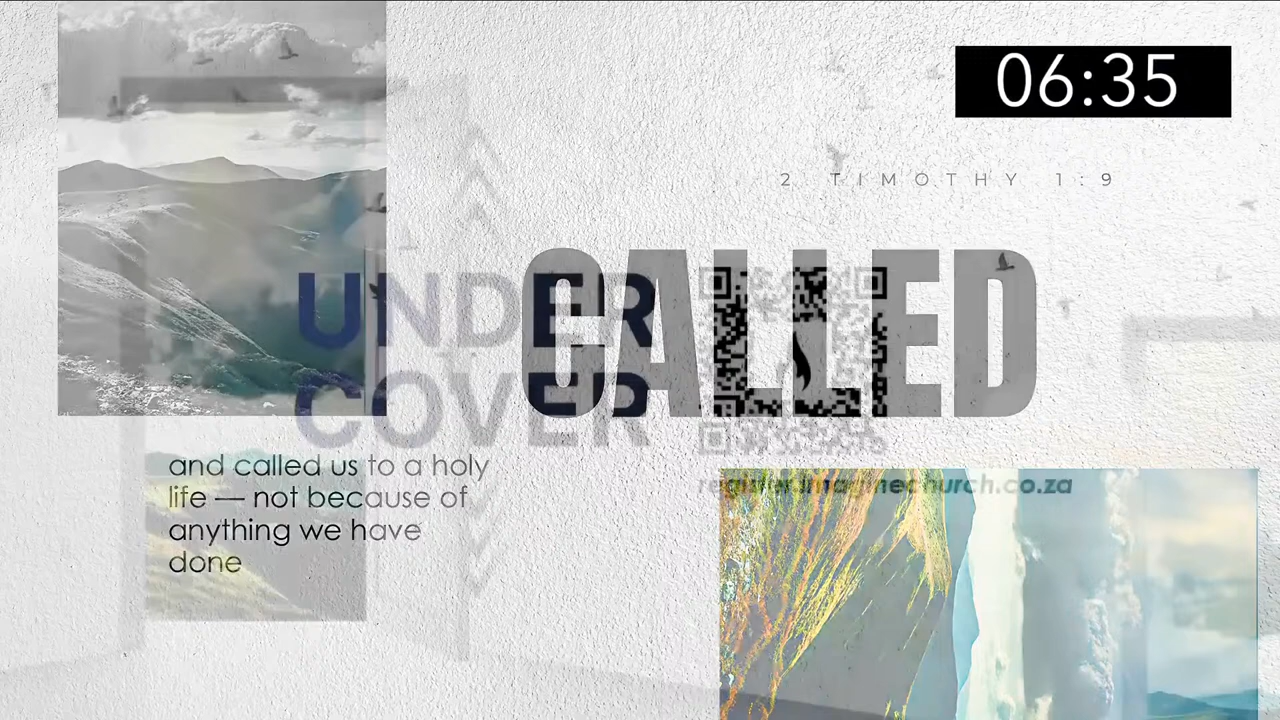 06:35
2 TIMOTHY 1:9
CALLED
UNDER
COVER
and called us to a holy
life — not because of
anything we have
done